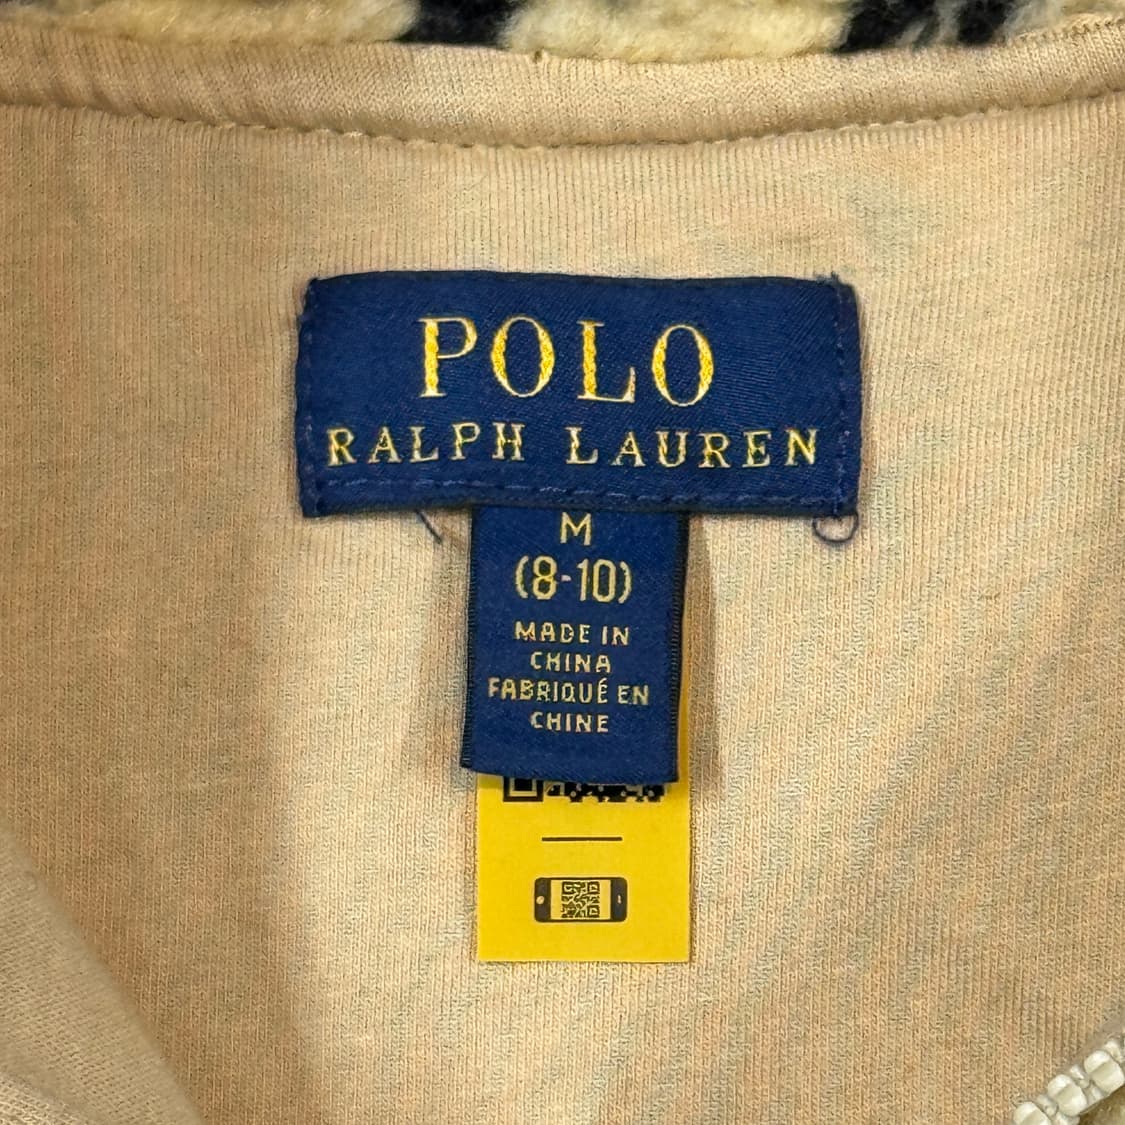 POLO
RALPH LAUREN
M
(8-10)
MADE IN
CHINA
FABRIQUÉ EN
CHINE